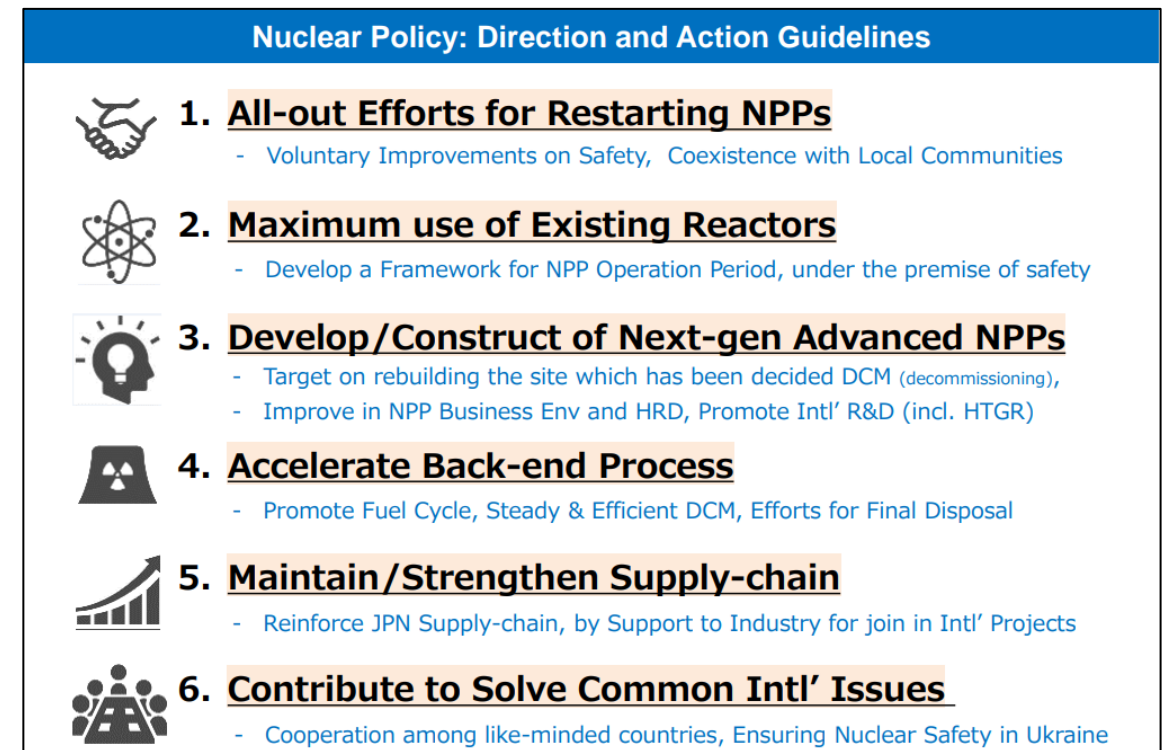 Nuclear Policy: Direction and Action Guidelines
1. All-out Efforts for Restarting NPPs
- Voluntary Improvements on Safety, Coexistence with Local Communities
2. Maximum use of Existing Reactors
- Develop a Framework for NPP Operation Period, under the premise of safety
3. Develop/Construct of Next-gen Advanced NPPs
- Target on rebuilding the site which has been decided DCM (decommissioning),
- Improve in NPP Business Env and HRD, Promote Intl’ R&D (incl. HTGR)
4. Accelerate Back-end Process
- Promote Fuel Cycle, Steady & Efficient DCM, Efforts for Final Disposal
5. Maintain/Strengthen Supply-chain
- Reinforce JPN Supply-chain, by Support to Industry for join in Intl’ Projects
6. Contribute to Solve Common Intl’ Issues
- Cooperation among like-minded countries, Ensuring Nuclear Safety in Ukraine